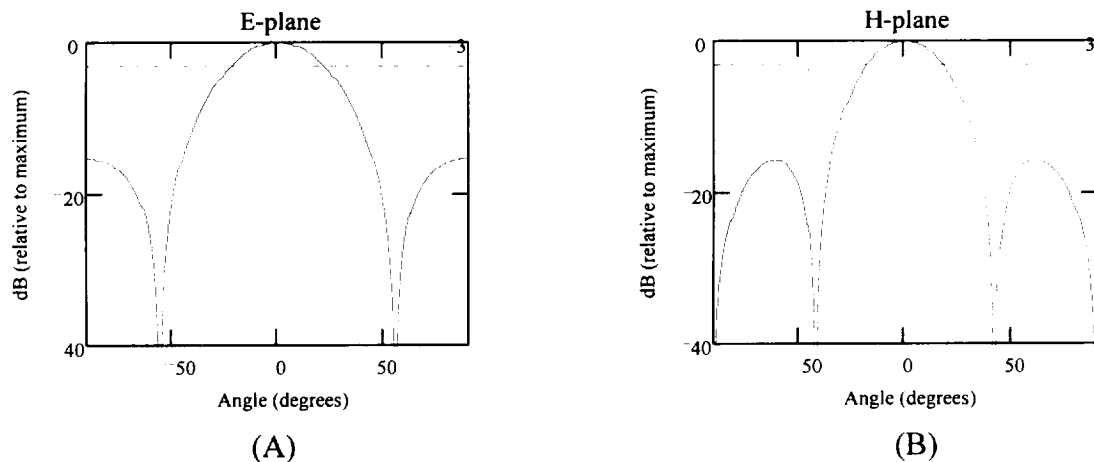 E-plane
0
3
dB (relative to maximum)
-20
40
-50
0
50
Angle (degrees)
(A)
H-plane
0
3
dB (relative to maximum)
-20
-40
-50
0
50
Angle (degrees)
(B)